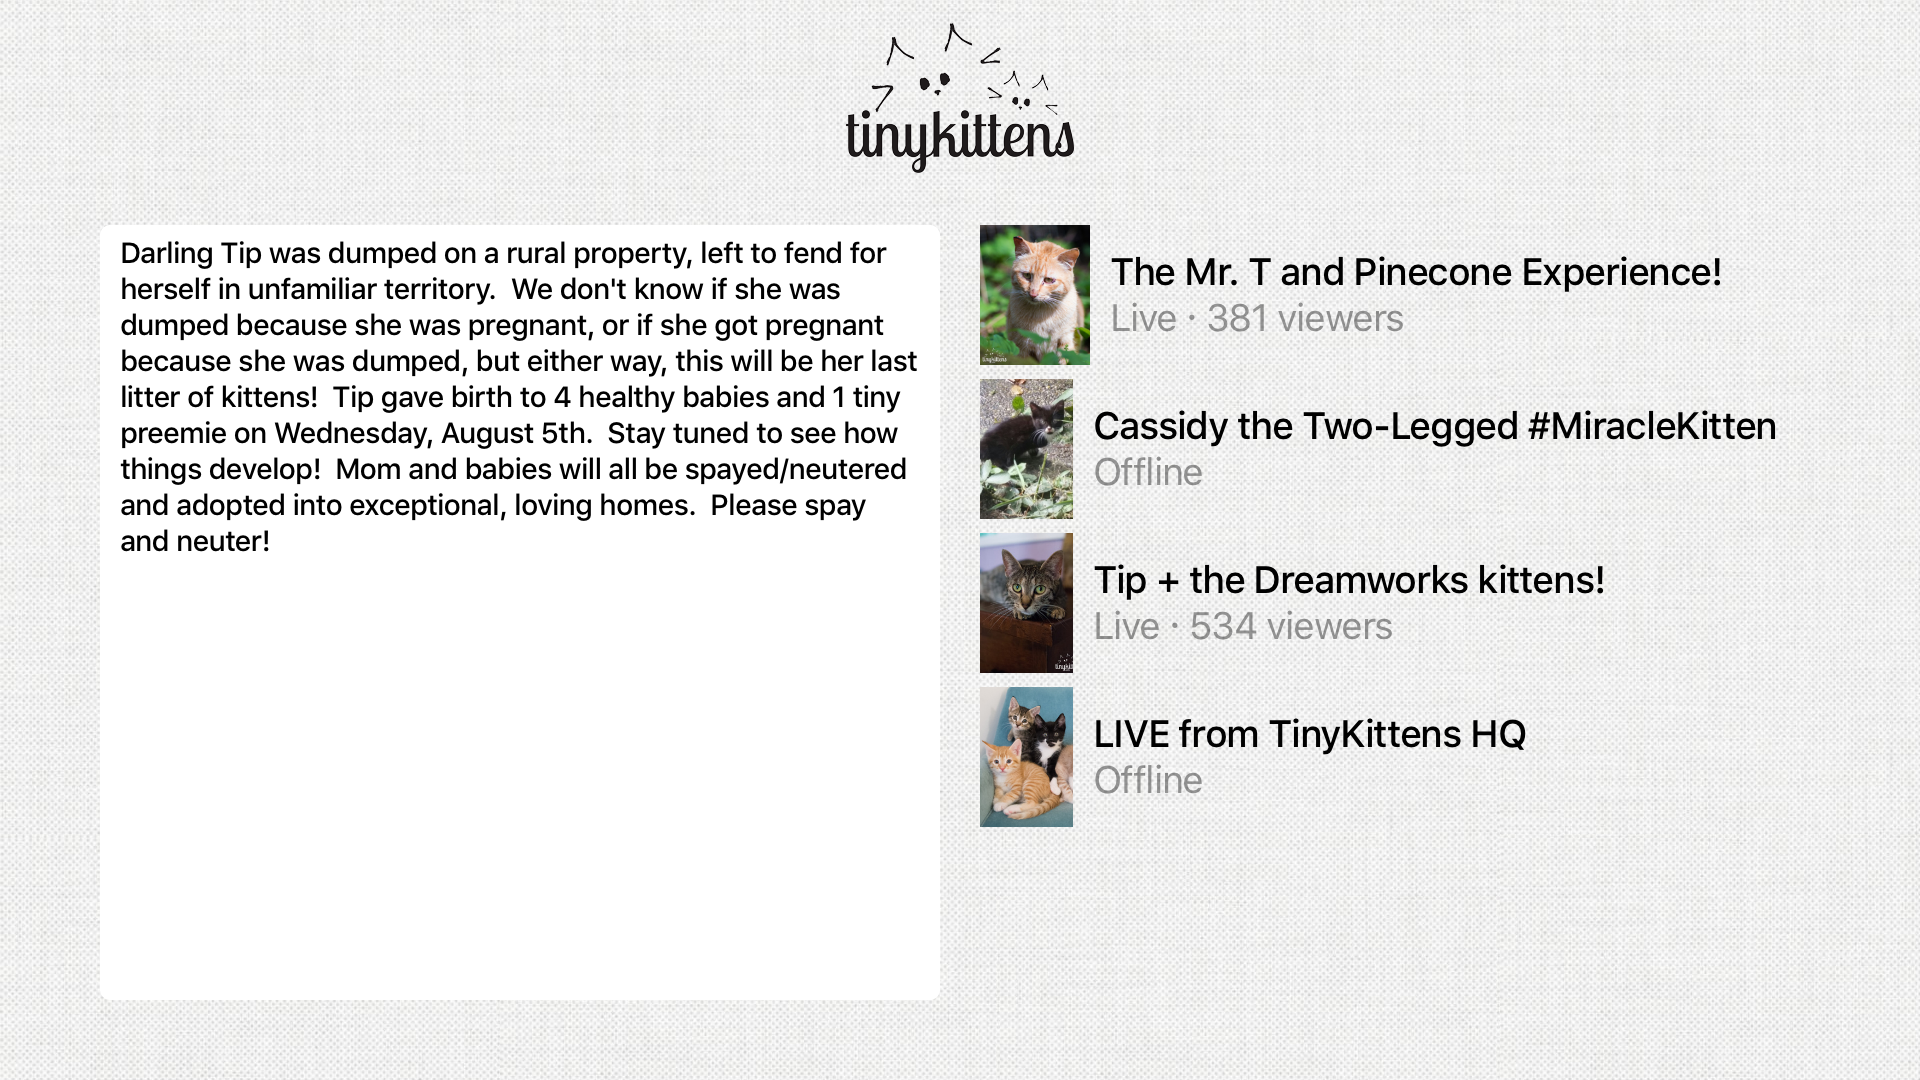 tinykittens
Darling Tip was dumped on a rural property, left to fend for
herself in unfamiliar territory.  We don't know if she was
dumped because she was pregnant, or if she got pregnant
because she was dumped, but either way, this will be her last
litter of kittens!  Tip gave birth to 4 healthy babies and 1 tiny
preemie on Wednesday, August 5th.  Stay tuned to see how
things develop!  Mom and babies will all be spayed/neutered
and adopted into exceptional, loving homes.  Please spay
and neuter!
The Mr. T and Pinecone Experience!
Live · 381 viewers
Cassidy the Two-Legged #MiracleKitten
Offline
Tip + the Dreamworks kittens!
Live · 534 viewers
LIVE from TinyKittens HQ
Offline